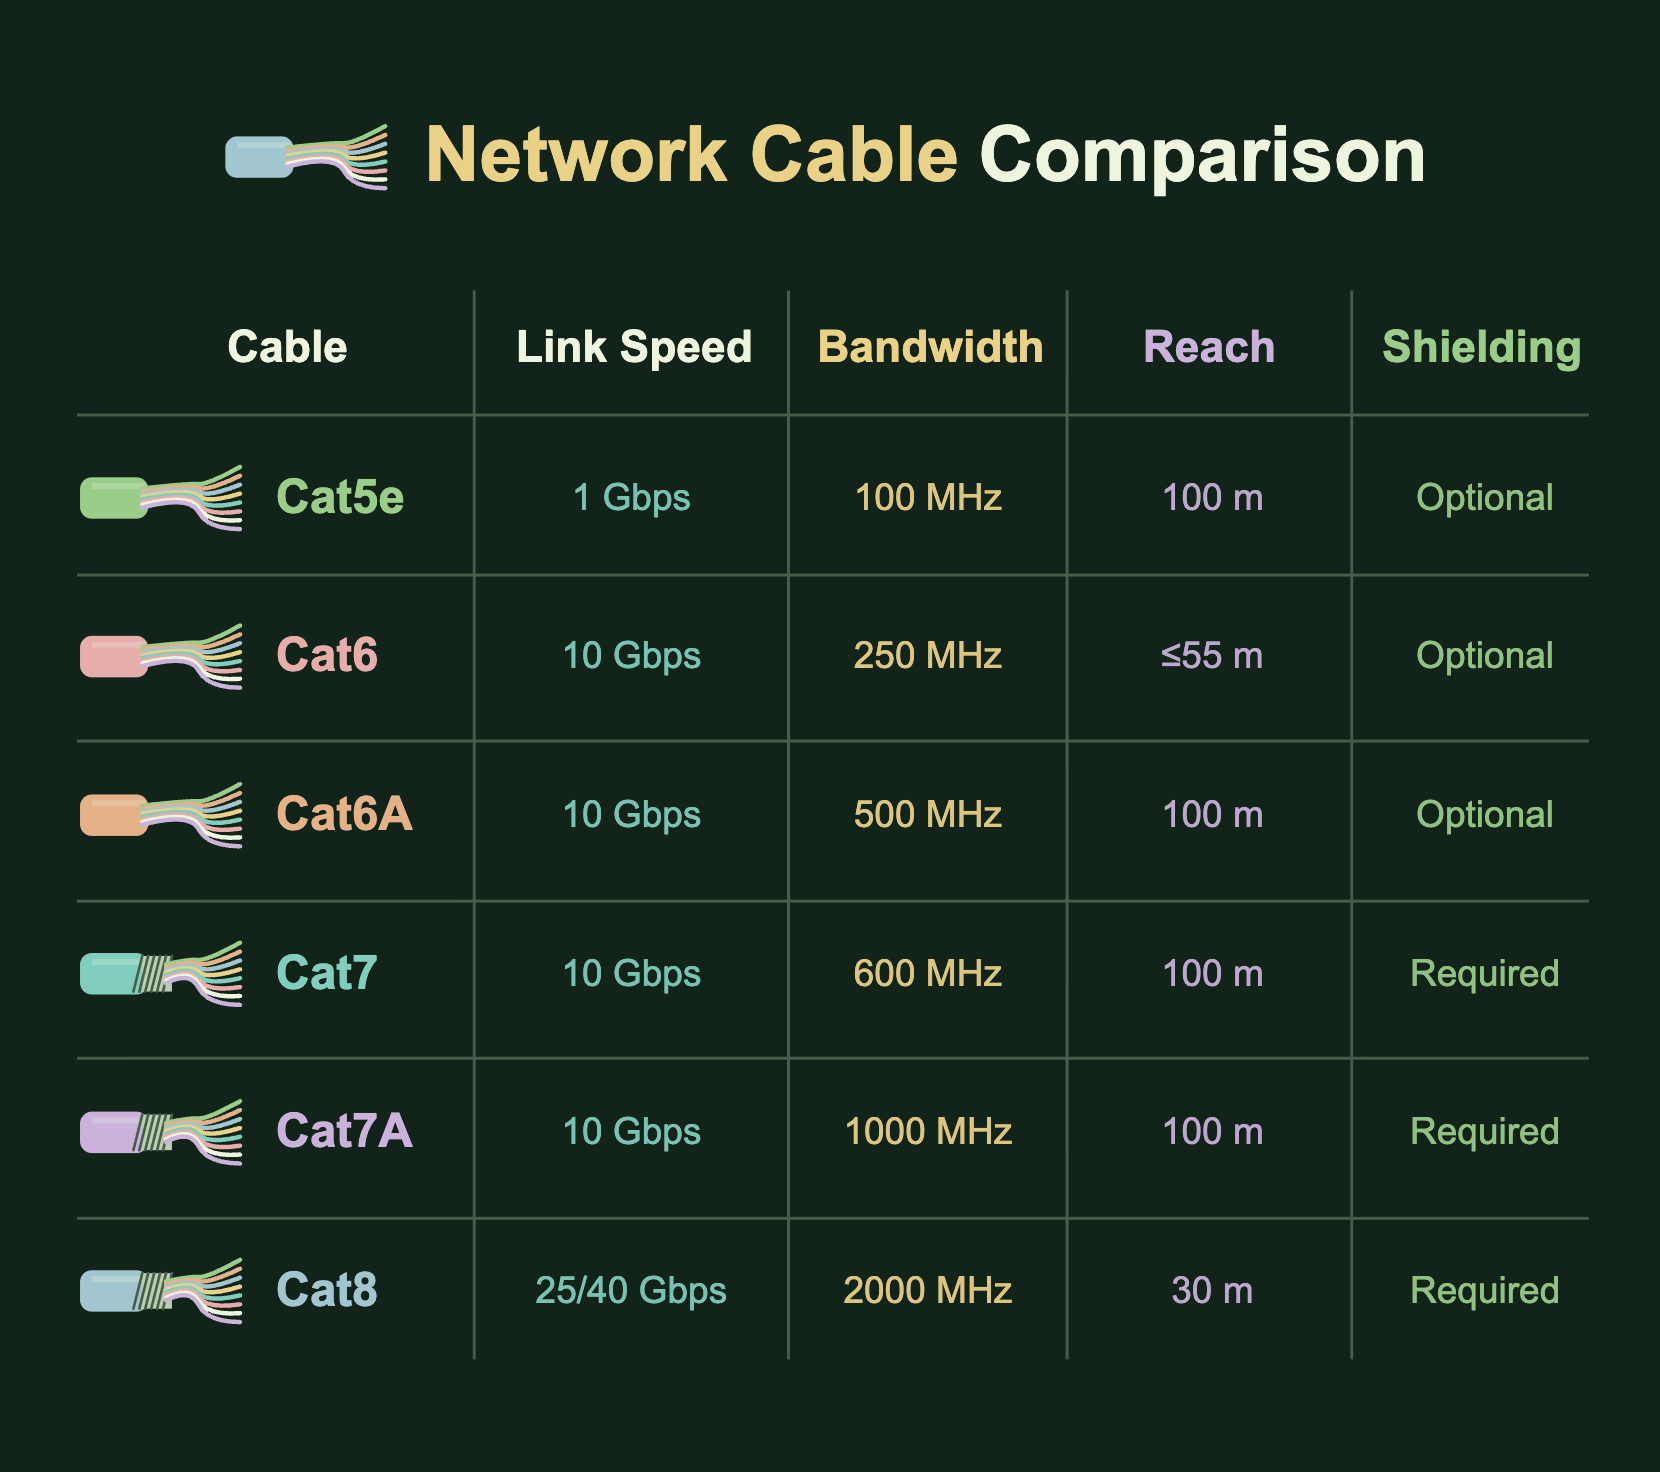 Network Cable Comparison
Cable Link Speed Bandwidth Reach Shielding
Cat5e 1 Gbps 100 MHz 100 m Optional
Cat6 10 Gbps 250 MHz ≤55 m Optional
Cat6A 10 Gbps 500 MHz 100 m Optional
Cat7 10 Gbps 600 MHz 100 m Required
Cat7A 10 Gbps 1000 MHz 100 m Required
Cat8 25/40 Gbps 2000 MHz 30 m Required